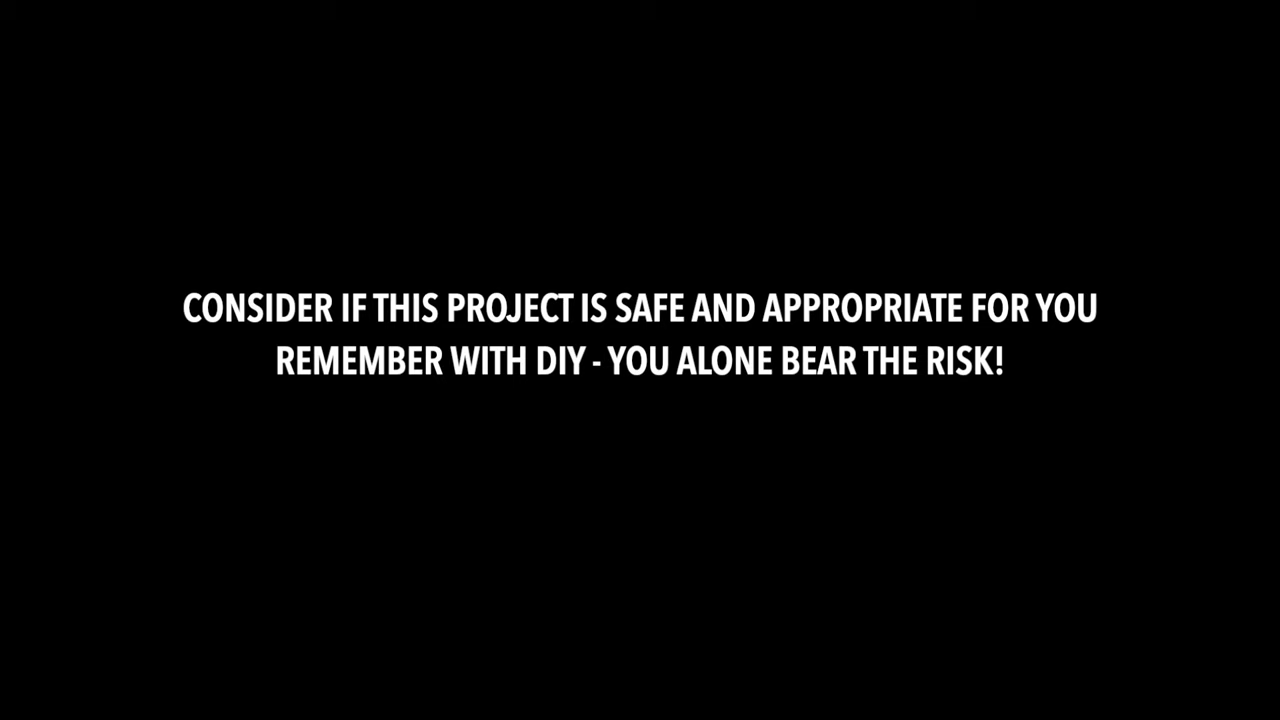 CONSIDER IF THIS PROJECT IS SAFE AND APPROPRIATE FOR YOU
REMEMBER WITH DIY - YOU ALONE BEAR THE RISK!